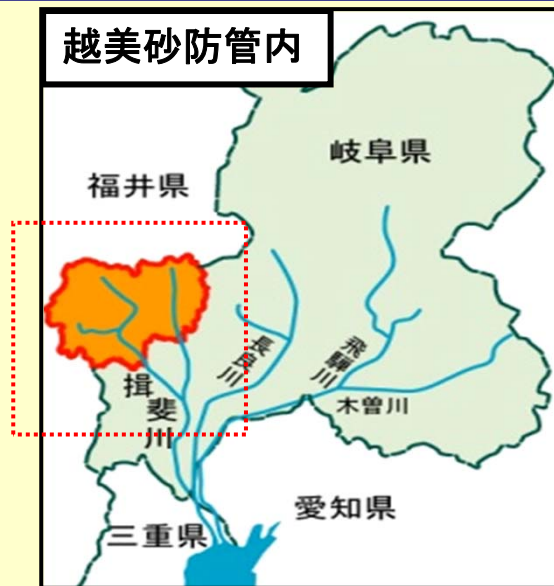 越美砂防管内
岐阜県
福井県
長良川
飛騨川
揖斐川
木曽川
愛知県
三重県